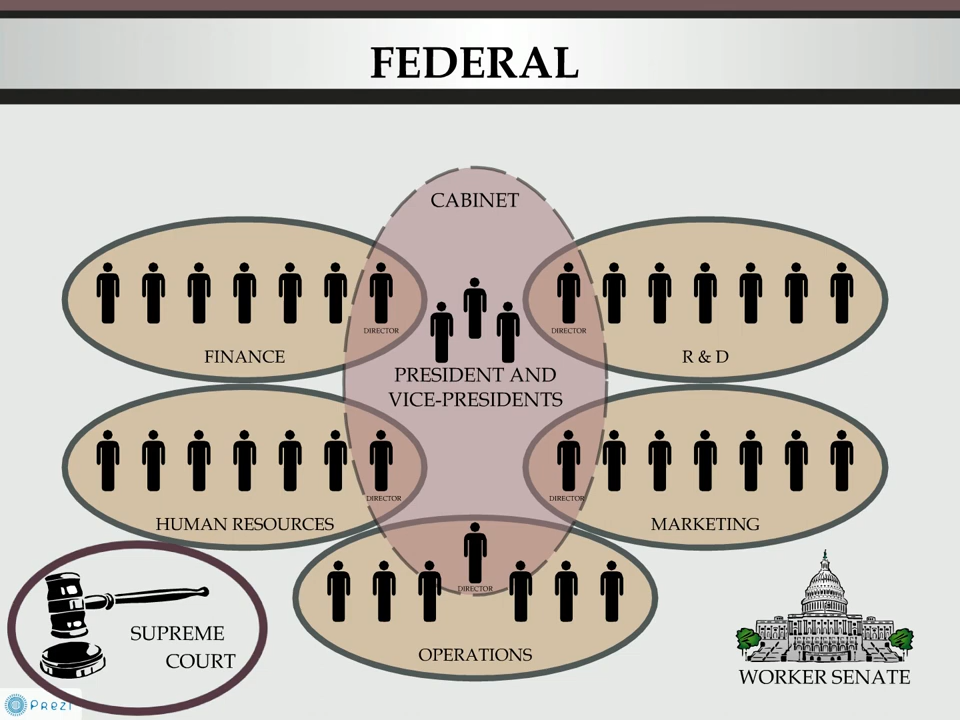 FEDERAL
CABINET
DIRECTOR
DIRECTOR
FINANCE
R & D
PRESIDENT AND
VICE-PRESIDENTS
DIRECTOR
DIRECTOR
HUMAN RESOURCES
MARKETING
DIRECTOR
SUPREME
COURT
OPERATIONS
WORKER SENATE
Prezi